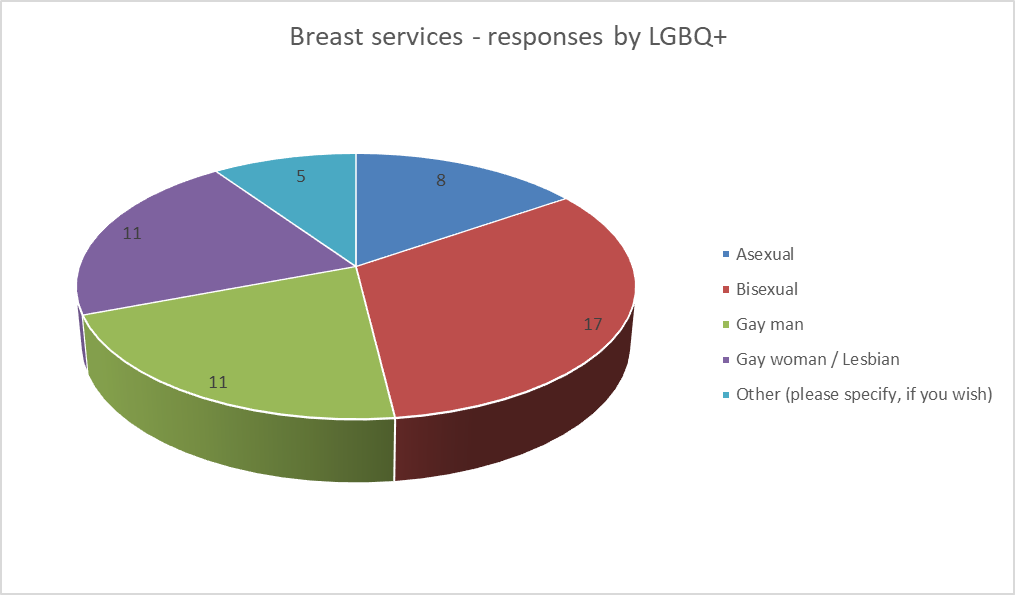 Breast services - responses by LGBQ+
5
8
11
17
11
Asexual
Bisexual
Gay man
Gay woman / Lesbian
Other (please specify, if you wish)